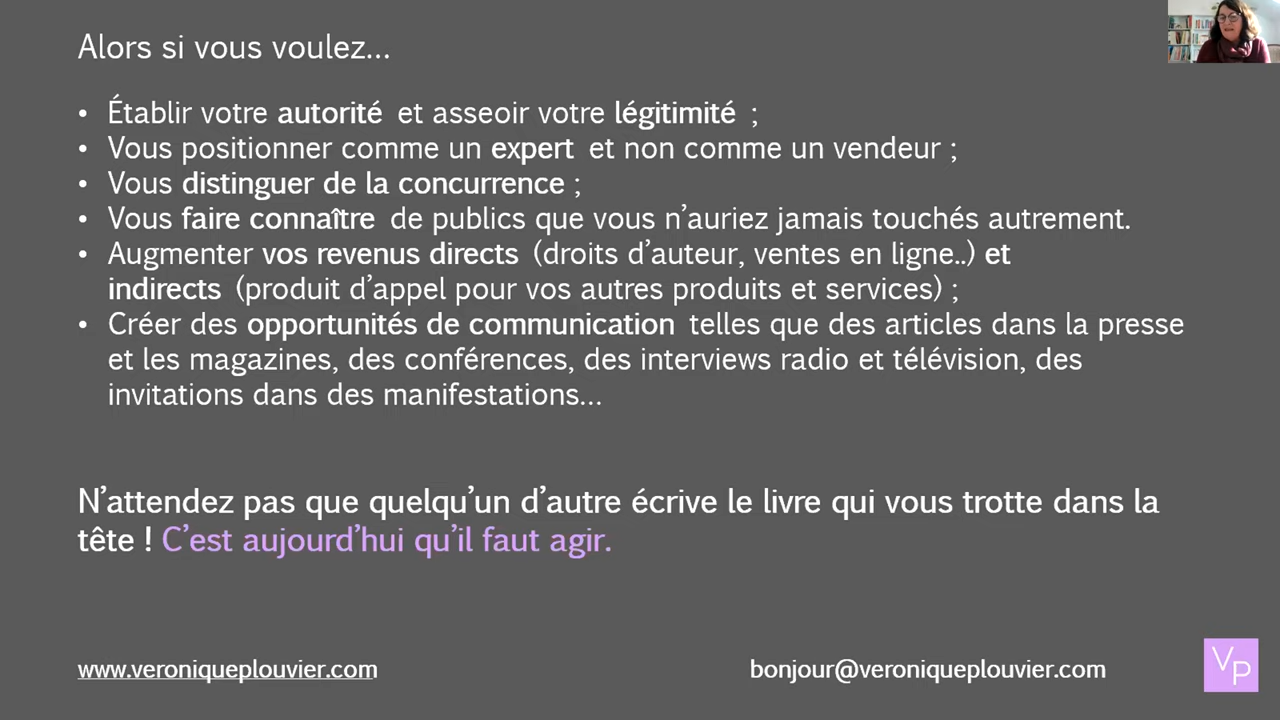 Alors si vous voulez...
• Établir votre autorité et asseoir votre légitimité ;
• Vous positionner comme un expert et non comme un vendeur ;
• Vous distinguer de la concurrence ;
• Vous faire connaître de publics que vous n’auriez jamais touchés autrement.
• Augmenter vos revenus directs (droits d’auteur, ventes en ligne..) et
indirects (produit d’appel pour vos autres produits et services) ;
• Créer des opportunités de communication telles que des articles dans la presse
et les magazines, des conférences, des interviews radio et télévision, des
invitations dans des manifestations...
N’attendez pas que quelqu’un d’autre écrive le livre qui vous trotte dans la
tête ! C’est aujourd’hui qu’il faut agir.
www.veroniqueplouvier.com
bonjour@veroniqueplouvier.com
VP